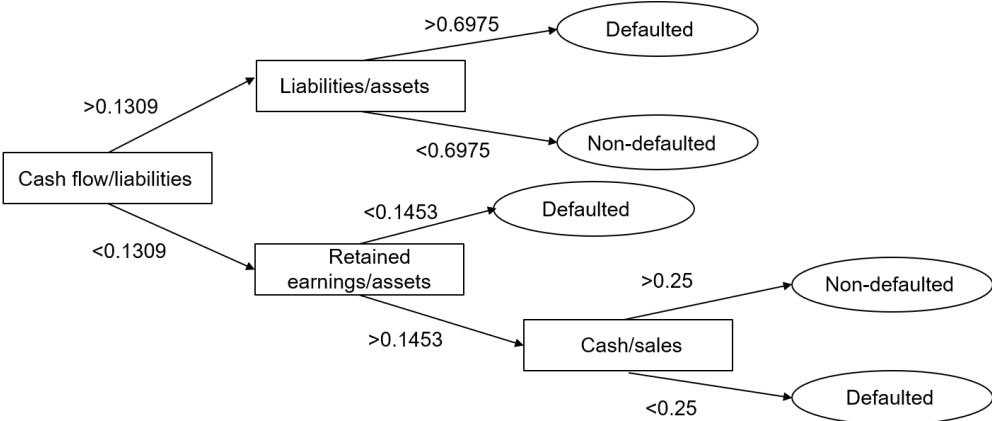 >0.6975
Defaulted
Liabilities/assets
>0.1309
<0.6975
Non-defaulted
Cash flow/liabilities
<0.1453
Defaulted
<0.1309
Retained
earnings/assets
>0.25
Non-defaulted
>0.1453
Cash/sales
<0.25
Defaulted